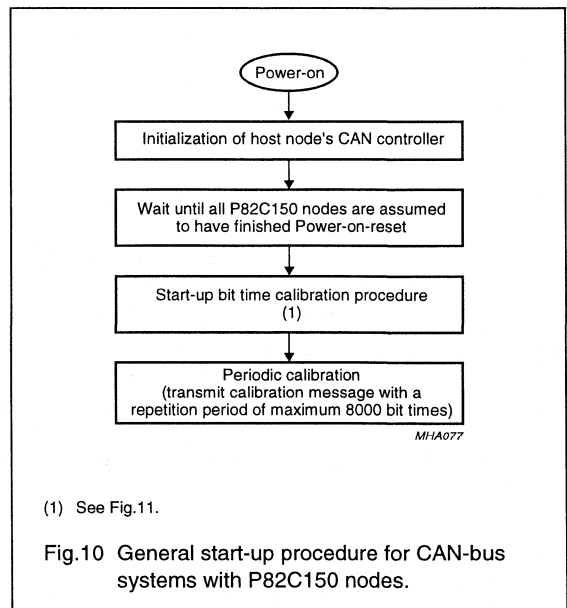 Power-on
Initialization of host node's CAN controller
Wait until all P82C150 nodes are assumed
to have finished Power-on-reset
Start-up bit time calibration procedure
(1)
Periodic calibration
(transmit calibration message with a
repetition period of maximum 8000 bit times)
MHA077
(1) See Fig.11.
Fig.10 General start-up procedure for CAN-bus
systems with P82C150 nodes.